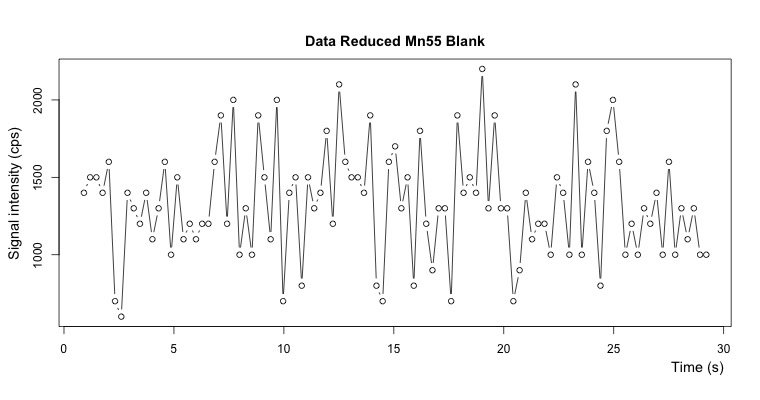 Data Reduced Mn55 Blank
Signal intensity (cps)
2000
1500
1000
0 5 10 15 20 25 30
Time (s)